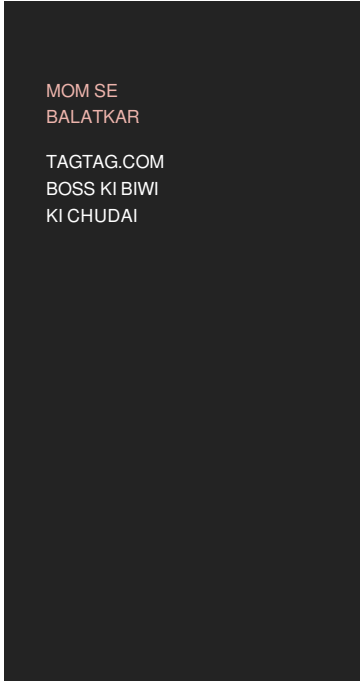 MOM SE
BALATKAR
TAGTAG.COM
BOSS KI BIWI
KI CHUDAI